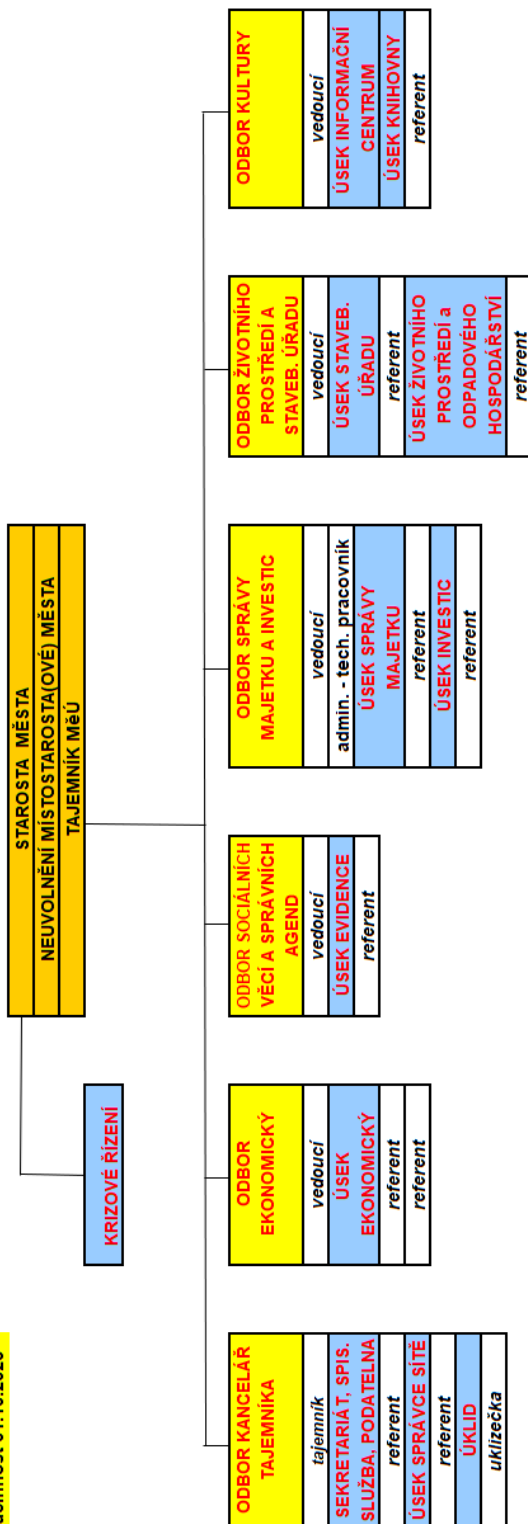 STAROSTA MĚSTA
NEUVOLNĚNÍ MÍSTOSTAROSTA(OVÉ) MĚSTA
TAJEMNÍK MěÚ
KRIZOVÉ ŘÍZENÍ
ODBOR KANCELÁŘ
TAJEMNÍKA
tajemník
SEKRETARIÁT, SPIS.
SLUŽBA, PODATELNA
referent
ÚSEK SPRÁVCE SÍTĚ
referent
ÚKLID
uklizečka
ODBOR
EKONOMICKÝ
vedoucí
ÚSEK
EKONOMICKÝ
referent
referent
ODBOR SOCIÁLNÍCH
VĚCÍ A SPRÁVNÍCH
AGEND
vedoucí
ÚSEK EVIDENCE
referent
ODBOR SPRÁVY
MAJETKU A INVESTIC
vedoucí
admin. - tech. pracovník
ÚSEK SPRÁVY
MAJETKU
referent
ÚSEK INVESTIC
referent
ODBOR ŽIVOTNÍHO
PROSTŘEDÍ A
STAVEB. ÚŘADU
vedoucí
ÚSEK STAVEB.
ÚŘADU
referent
ÚSEK ŽIVOTNÍHO
PROSTŘEDÍ a
ODPADOVÉHO
HOSPODÁŘSTVÍ
referent
ODBOR KULTURY
vedoucí
ÚSEK INFORMAČNÍ
CENTRUM
ÚSEK KNIHOVNY
referent